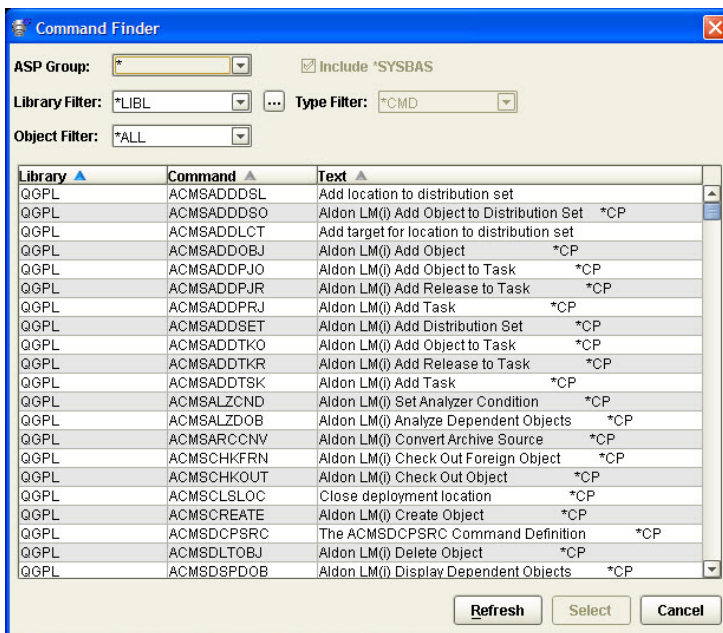 Command Finder
ASP Group: * Include *SYSBAS
Library Filter: *LIBL ... Type Filter: *CMD
Object Filter: *ALL
Library Command Text
QGPL ACMSADDDSL Add location to distribution set
QGPL ACMSADDDSO Aldon LM(i) Add Object to Distribution Set *CP
QGPL ACMSADDLCT Add target for location to distribution set
QGPL ACMSADDOBJ Aldon LM(i) Add Object *CP
QGPL ACMSADDPJO Aldon LM(i) Add Object to Task *CP
QGPL ACMSADDPJR Aldon LM(i) Add Release to Task *CP
QGPL ACMSADDPRJ Aldon LM(i) Add Task *CP
QGPL ACMSADDSET Aldon LM(i) Add Distribution Set *CP
QGPL ACMSADDTKO Aldon LM(i) Add Object to Task *CP
QGPL ACMSADDTKR Aldon LM(i) Add Release to Task *CP
QGPL ACMSADDTSK Aldon LM(i) Add Task *CP
QGPL ACMSALZCND Aldon LM(i) Set Analyzer Condition *CP
QGPL ACMSALZDOB Aldon LM(i) Analyze Dependent Objects *CP
QGPL ACMSARCCNV Aldon LM(i) Convert Archive Source *CP
QGPL ACMSCHKFRN Aldon LM(i) Check Out Foreign Object *CP
QGPL ACMSCHKOUT Aldon LM(i) Check Out Object *CP
QGPL ACMSCLSLOC Close deployment location *CP
QGPL ACMSCREATE Aldon LM(i) Create Object *CP
QGPL ACMSDCPSRC The ACMSDCPSRC Command Definition *CP
QGPL ACMSDLTOBJ Aldon LM(i) Delete Object *CP
QGPL ACMSDSPDOB Aldon LM(i) Display Dependent Objects *CP
Refresh Select Cancel